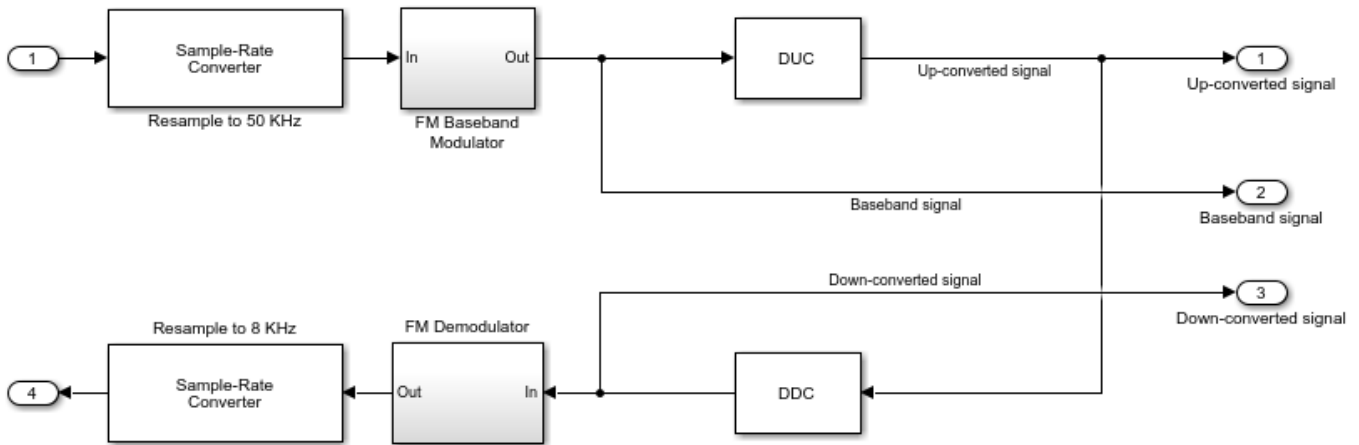 1
Sample-Rate
Converter
Resample to 50 KHz
In
Out
FM Baseband
Modulator
DUC
Up-converted signal
1
Up-converted signal
Baseband signal
2
Baseband signal
Down-converted signal
3
Down-converted signal
Resample to 8 KHz
FM Demodulator
4
Sample-Rate
Converter
Out
In
DDC